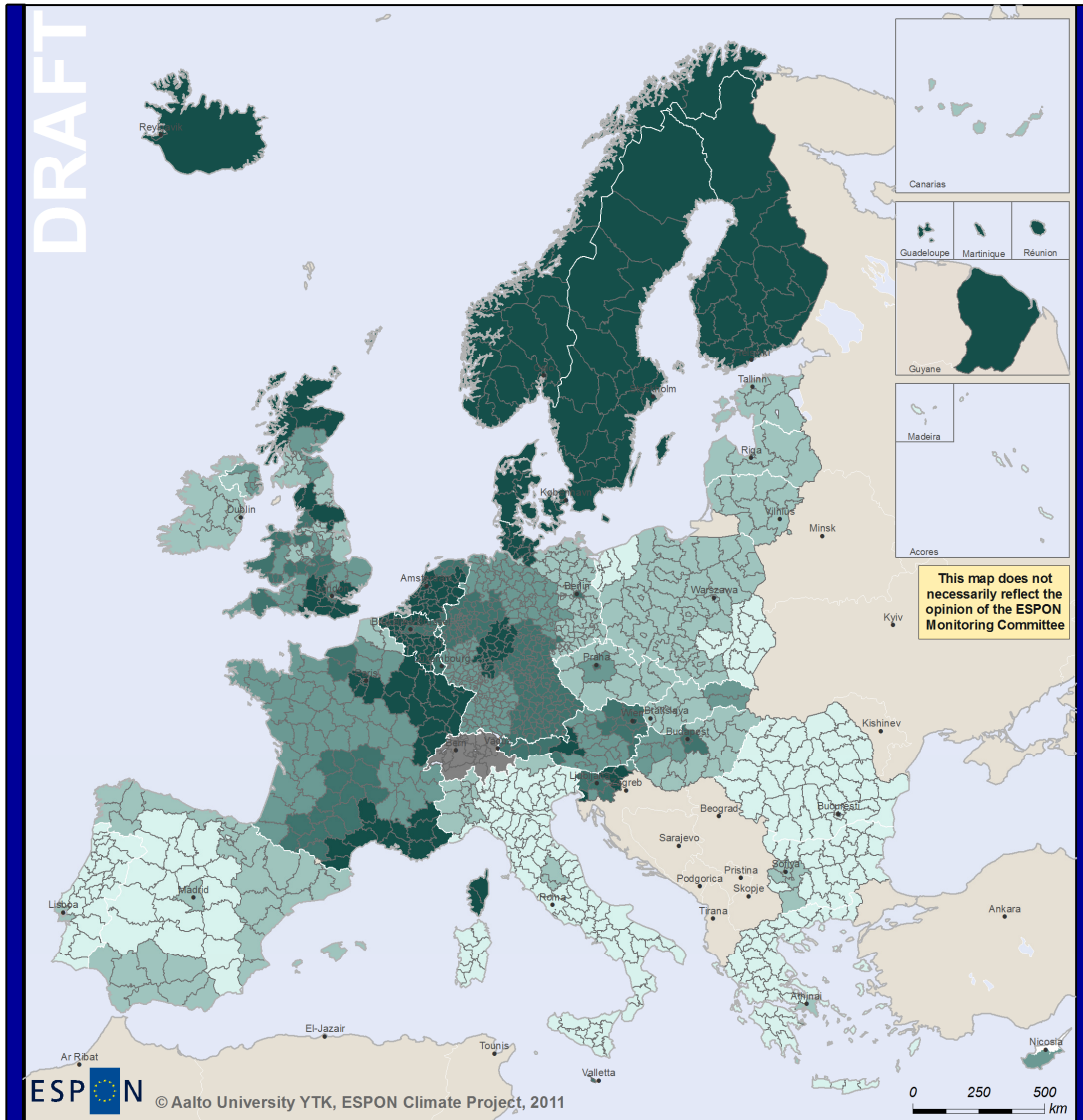 DRAFT
Reykjavik
Canarias
Guadeloupe
Martinique
Réunion
Guyane
Madeira
Acores
This map does not
necessarily reflect the
opinion of the ESPON
Monitoring Committee
Tallinn
Riga
Vilnius
Minsk
Dublin
København
Berlin
Warszawa
Kyiv
Praha
Paris
Bratislava
Budapest
Kishinev
Bern
Zagreb
Beograd
Bucuresti
Sarajevo
Pristina
Sofiya
Podgorica
Skopje
Tirana
Madrid
Lisboa
Roma
Ankara
Athinai
Nicosia
El-Jazair
Tounis
Ar Ribat
Valletta
ESPON
© Aalto University YTK, ESPON Climate Project, 2011
0 250 500
km